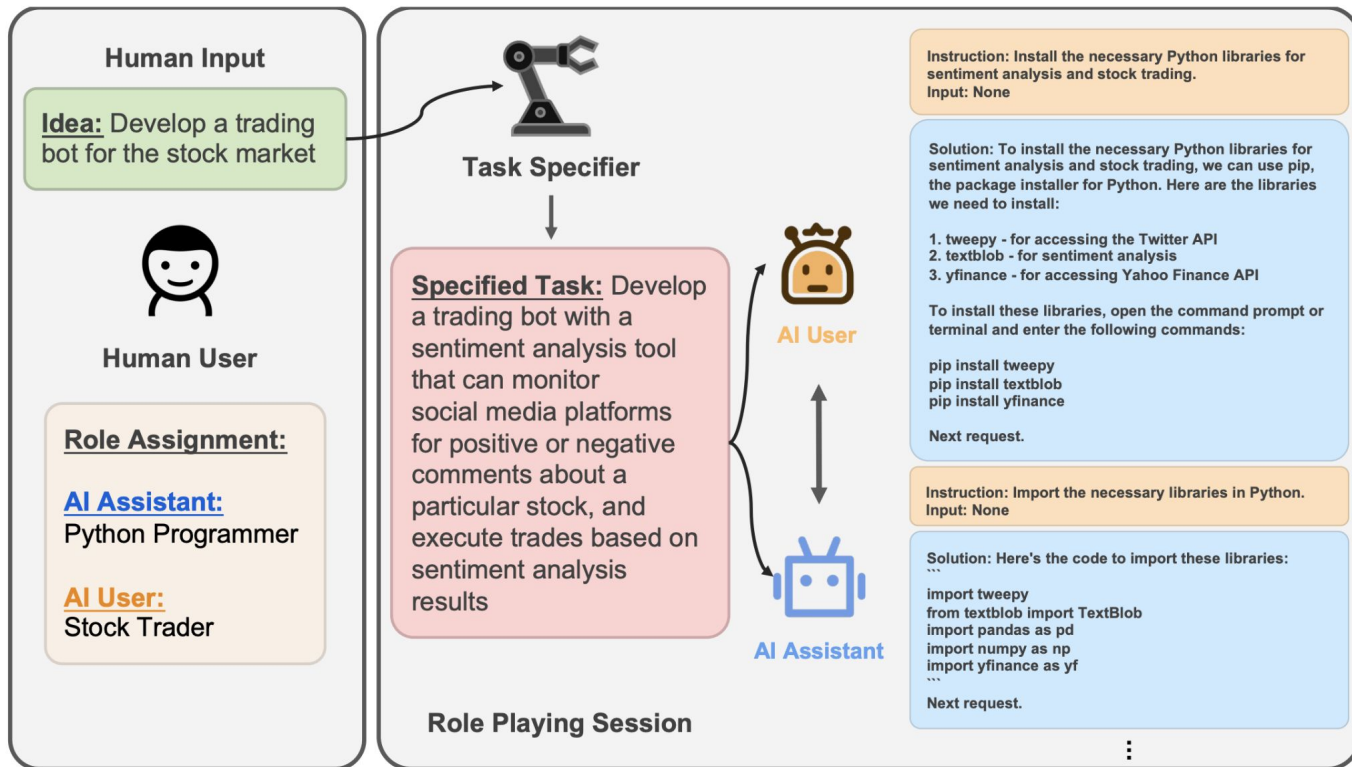 Human Input
Idea: Develop a trading
bot for the stock market
Human User
Role Assignment:
AI Assistant:
Python Programmer
AI User:
Stock Trader
Task Specifier
Specified Task: Develop
a trading bot with a
sentiment analysis tool
that can monitor
social media platforms
for positive or negative
comments about a
particular stock, and
execute trades based on
sentiment analysis
results
AI User
AI Assistant
Role Playing Session
Instruction: Install the necessary Python libraries for
sentiment analysis and stock trading.
Input: None
Solution: To install the necessary Python libraries for
sentiment analysis and stock trading, we can use pip,
the package installer for Python. Here are the libraries
we need to install:
1. tweepy - for accessing the Twitter API
2. textblob - for sentiment analysis
3. yfinance - for accessing Yahoo Finance API
To install these libraries, open the command prompt or
terminal and enter the following commands:
pip install tweepy
pip install textblob
pip install yfinance
Next request.
Instruction: Import the necessary libraries in Python.
Input: None
Solution: Here's the code to import these libraries:
```
import tweepy
from textblob import TextBlob
import pandas as pd
import numpy as np
import yfinance as yf
```
Next request.
⋮